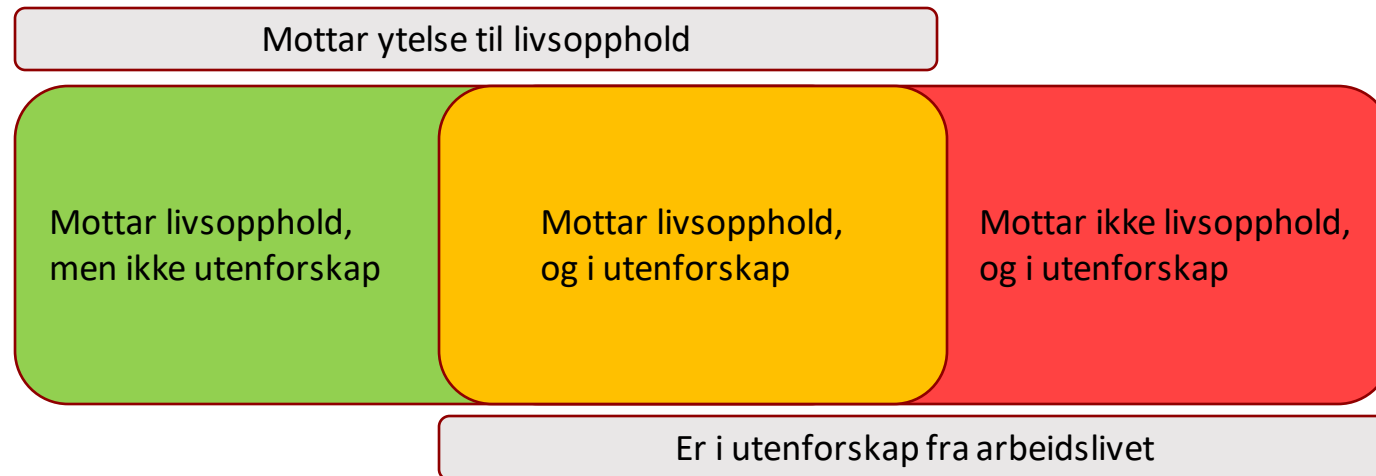 Mottar ytelse til livsopphold
Mottar livsopphold,
men ikke utenforskap
Mottar livsopphold,
og i utenforskap
Mottar ikke livsopphold,
og i utenforskap
Er i utenforskap fra arbeidslivet